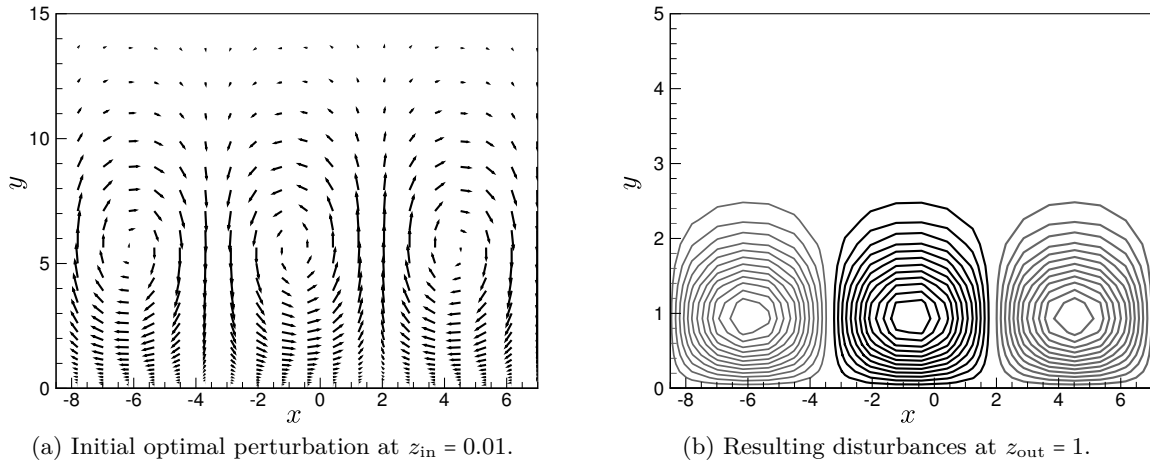 15
10
5
0
y
-8 -6 -4 -2 0 2 4 6
x
(a) Initial optimal perturbation at z_in = 0.01.
5
4
3
2
1
0
y
-8 -6 -4 -2 0 2 4 6
x
(b) Resulting disturbances at z_out = 1.